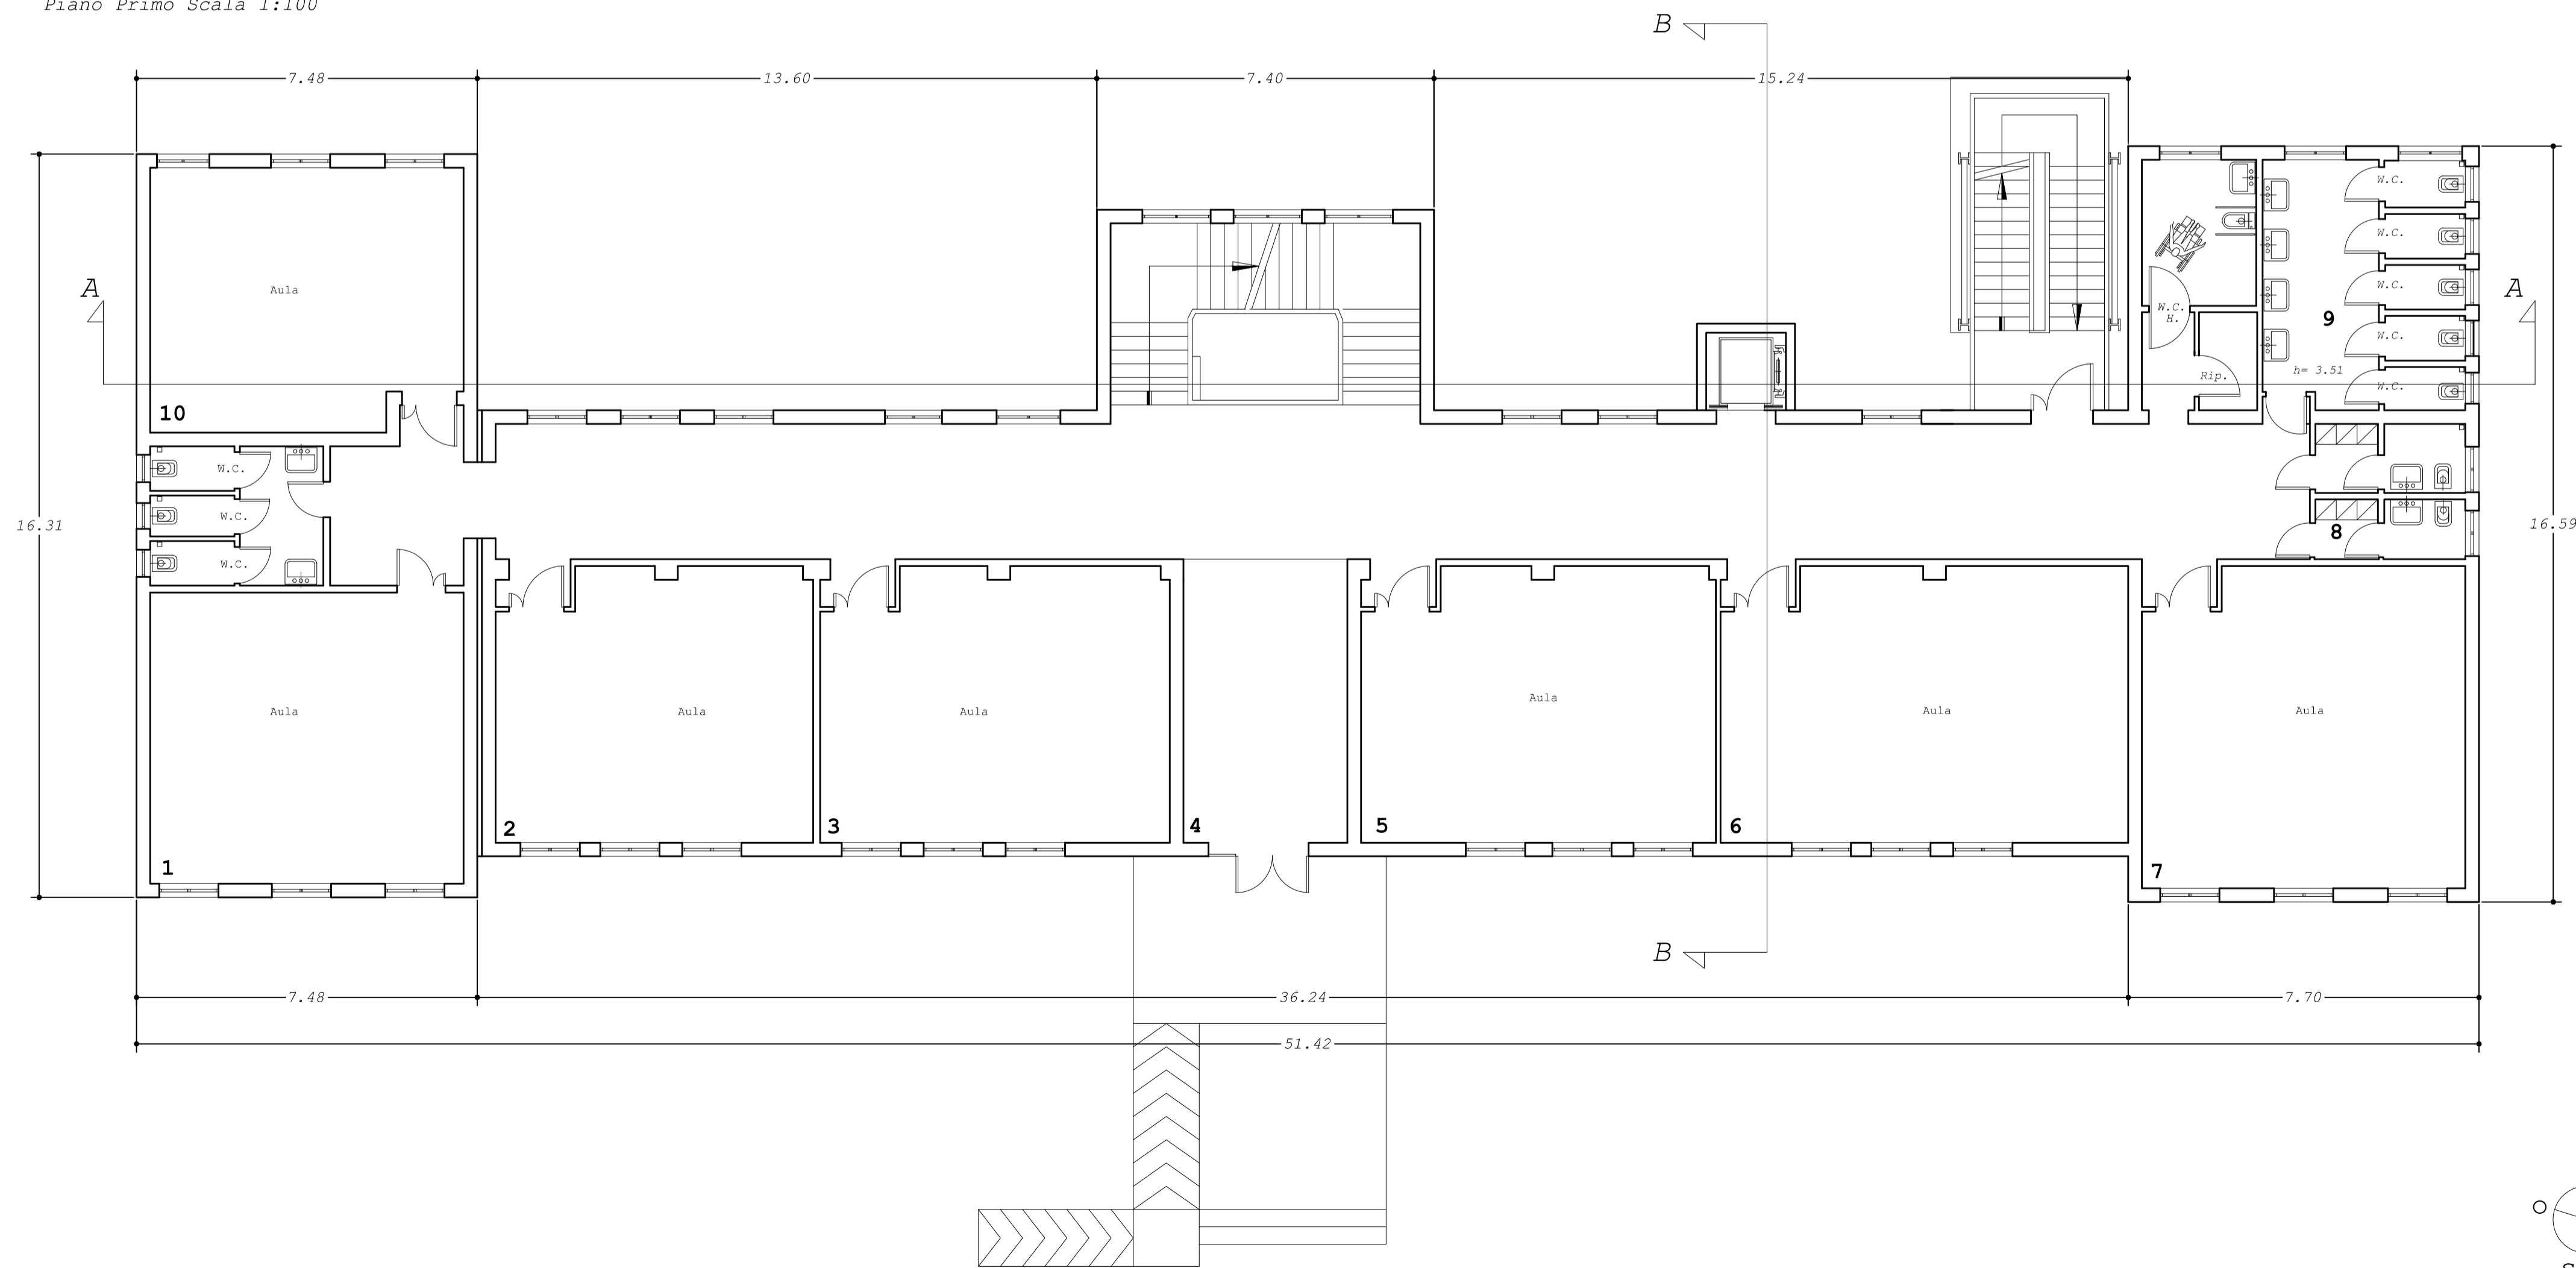 Piano Primo Scala 1:100
B
7.48
13.60
7.40
15.24
W.C.
W.C.
A
Aula
W.C.
A
W.C.
H.
9
W.C.
h= 3.51
Rip.
W.C.
10
W.C.
W.C.
W.C.
16.31
16.59
8
Aula
Aula
Aula
Aula
Aula
Aula
1
2
3
4
5
6
7
B
7.48
36.24
7.70
51.42
O